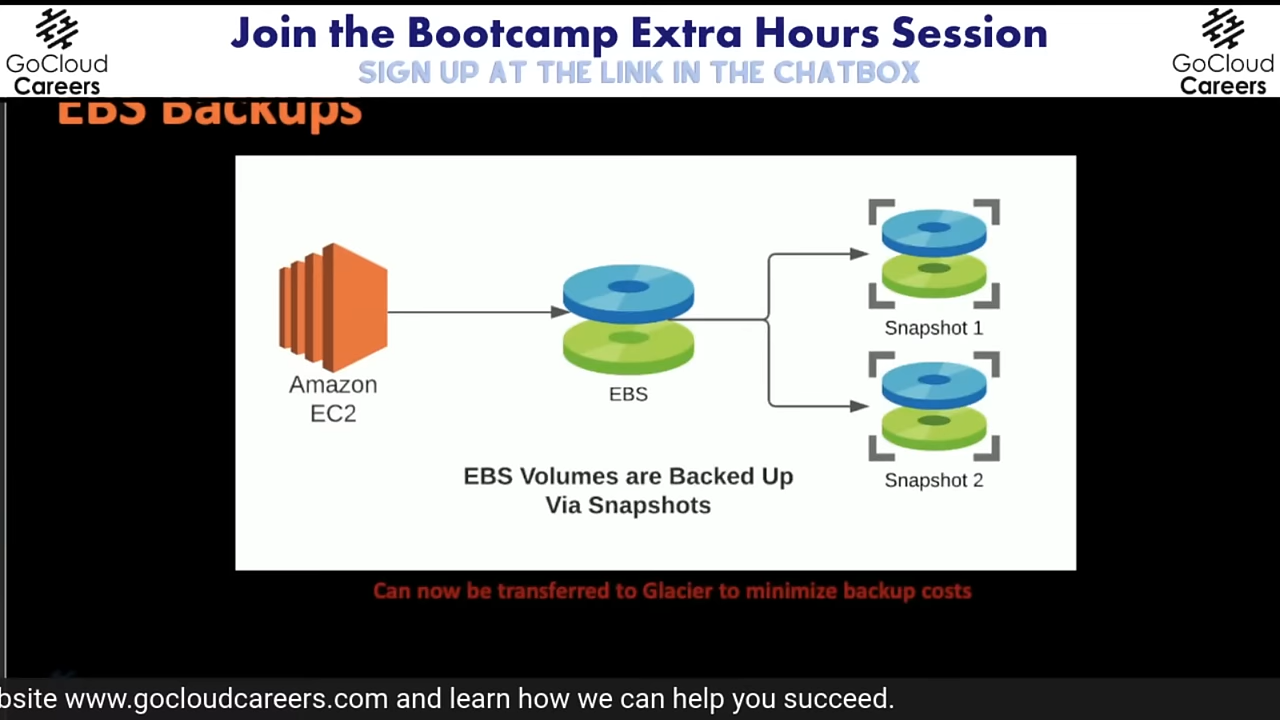 Join the Bootcamp Extra Hours Session
SIGN UP AT THE LINK IN THE CHATBOX
GoCloud
Careers
GoCloud
Careers
EBS Backups
Amazon
EC2
EBS
Snapshot 1
Snapshot 2
EBS Volumes are Backed Up
Via Snapshots
Can now be transferred to Glacier to minimize backup costs
bsite www.gocloudcareers.com and learn how we can help you succeed.